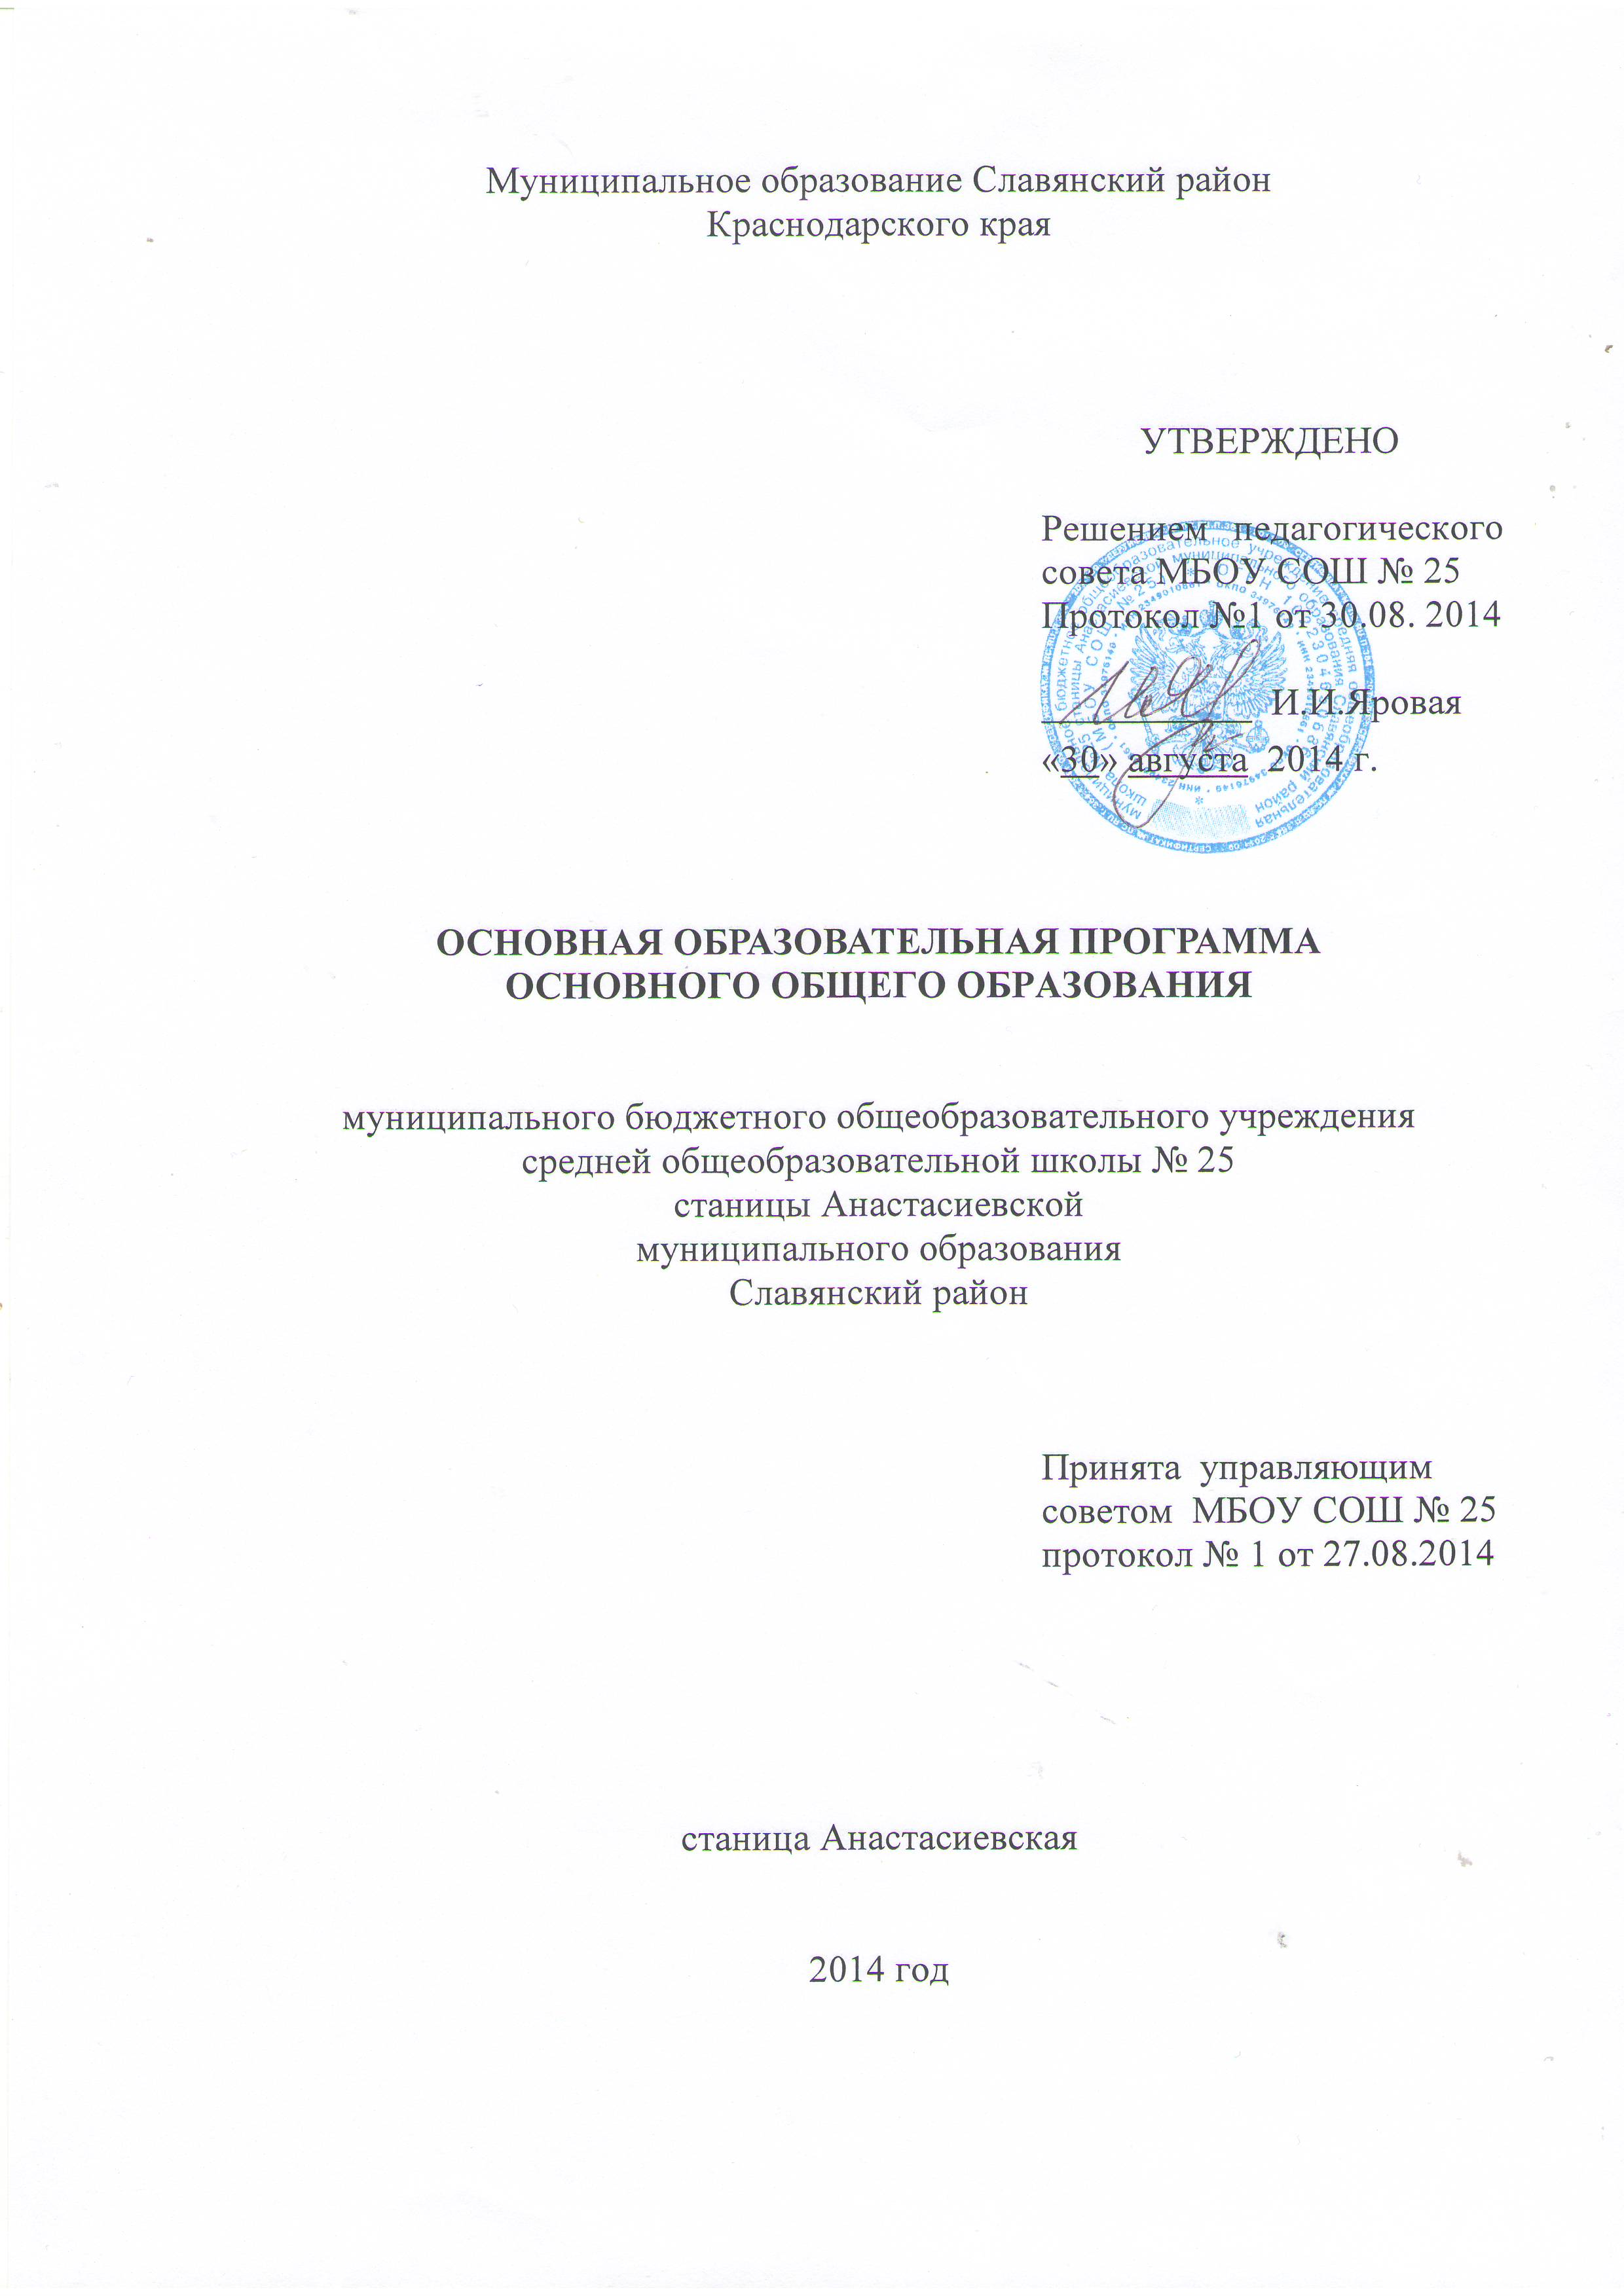 Муниципальное образование Славянский район
Краснодарского края
УТВЕРЖДЕНО
Решением педагогического
совета МБОУ СОШ № 25
Протокол №1 от 30.08. 2014
И.И.Яровая
«30» августа 2014 г.
ОСНОВНАЯ ОБРАЗОВАТЕЛЬНАЯ ПРОГРАММА
ОСНОВНОГО ОБЩЕГО ОБРАЗОВАНИЯ
муниципального бюджетного общеобразовательного учреждения
средней общеобразовательной школы № 25
станицы Анастасиевской
муниципального образования
Славянский район
Принята управляющим
советом МБОУ СОШ № 25
протокол № 1 от 27.08.2014
станица Анастасиевская
2014 год